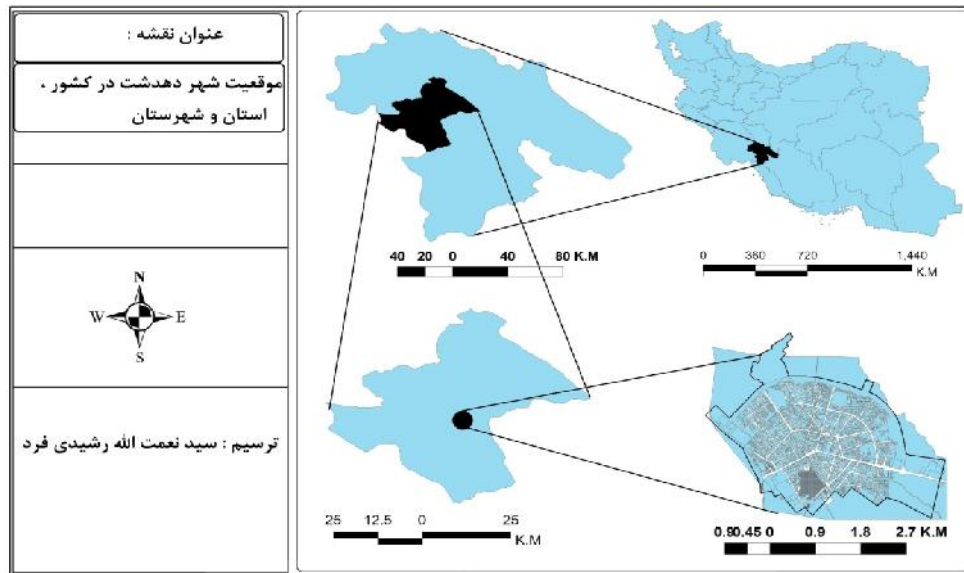 عنوان نقشه :
موقعیت شهر دهدشت در کشور ،
استان و شهرستان
N
W E
S
ترسیم : سید نعمت الله رشیدی فرد
40 20 0 40 80 K.M
0 360 720 1,440
K.M
25 12.5 0 25
K.M
0.90.45 0 0.9 1.8 2.7 K.M